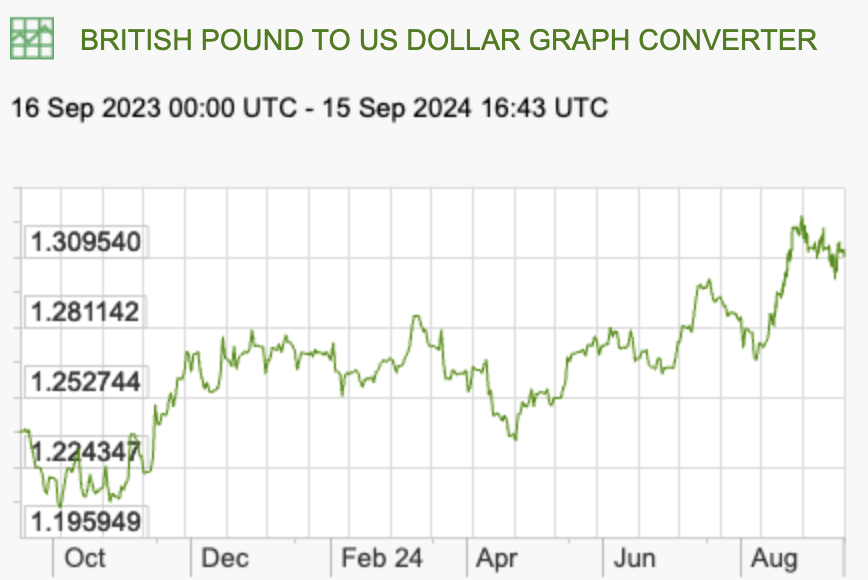 BRITISH POUND TO US DOLLAR GRAPH CONVERTER
16 Sep 2023 00:00 UTC - 15 Sep 2024 16:43 UTC
1.309540
1.281142
1.252744
1.224347
1.195949
Oct Dec Feb 24 Apr Jun Aug